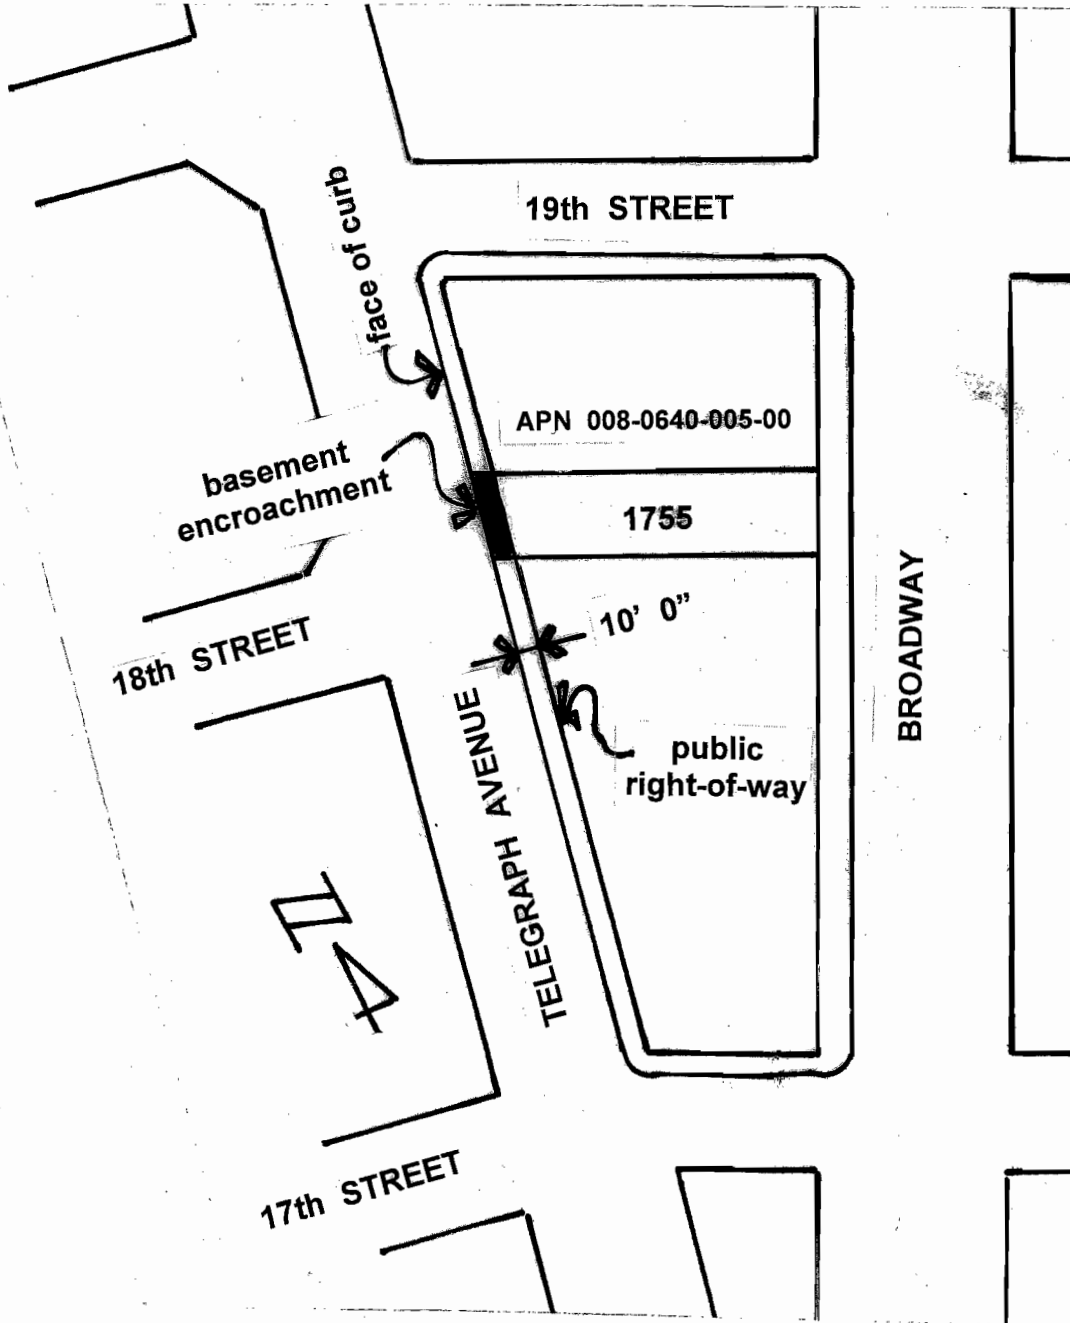 19th STREET
face of curb
APN 008-0640-005-00
basement
encroachment
1755
10' 0”
18th STREET
BROADWAY
TELEGRAPH AVENUE
public
right-of-way
17th STREET